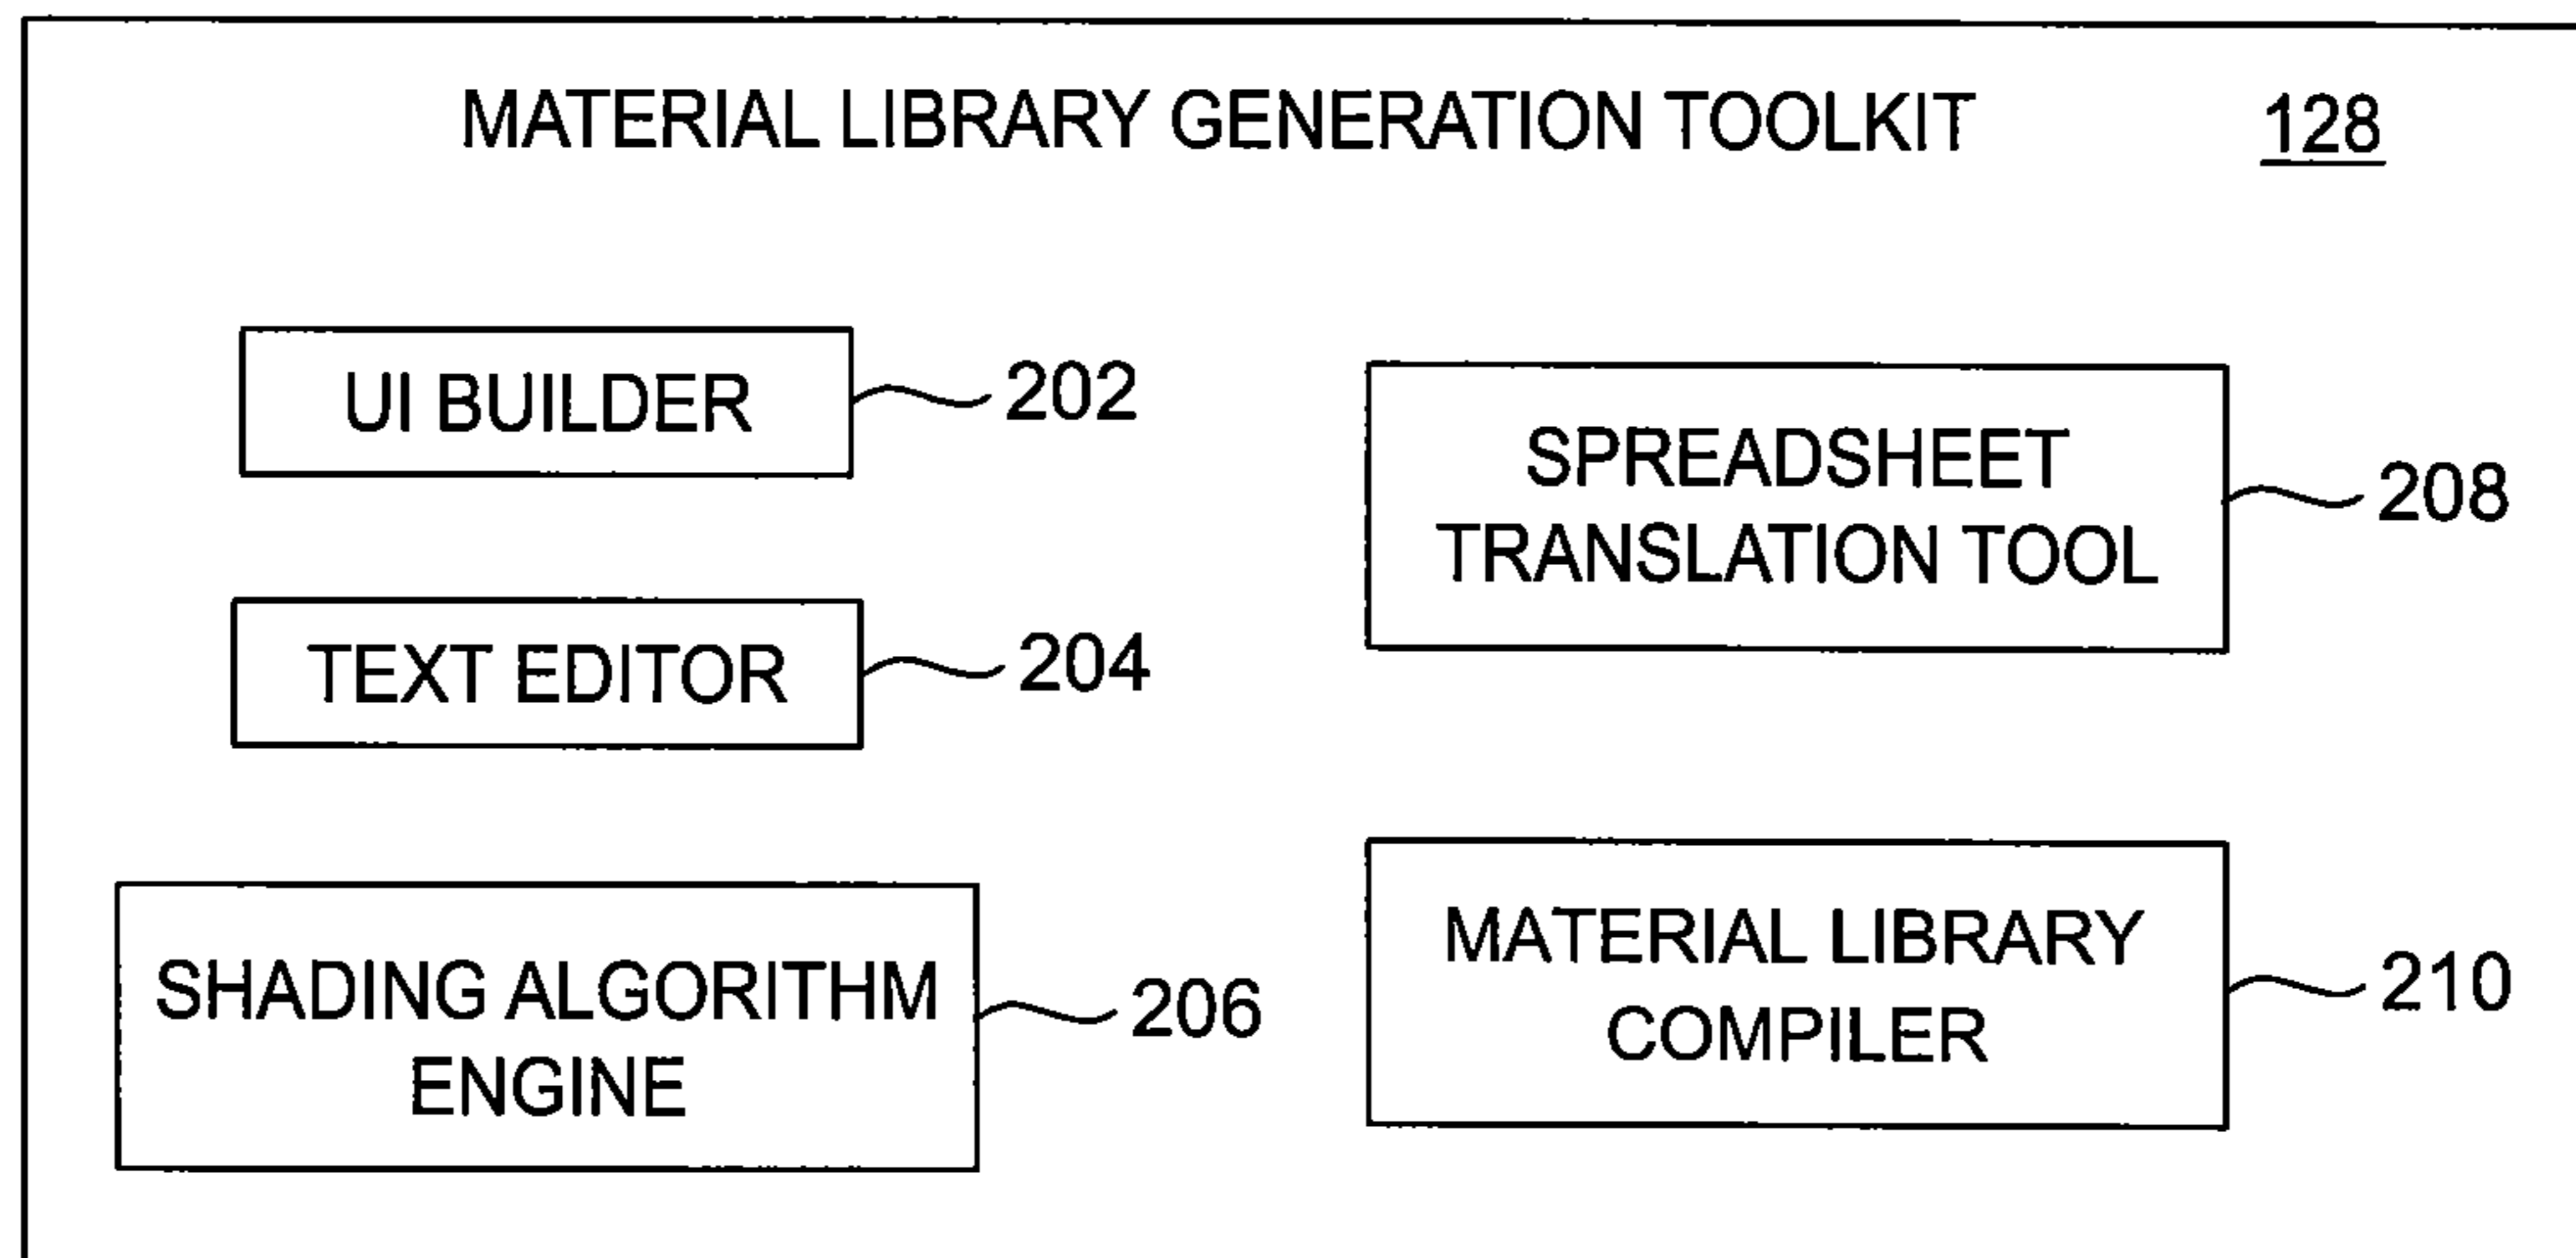 MATERIAL LIBRARY GENERATION TOOLKIT 128
UI BUILDER 202
TEXT EDITOR 204
SHADING ALGORITHM
ENGINE
206
SPREADSHEET
TRANSLATION TOOL
208
MATERIAL LIBRARY
COMPILER
210